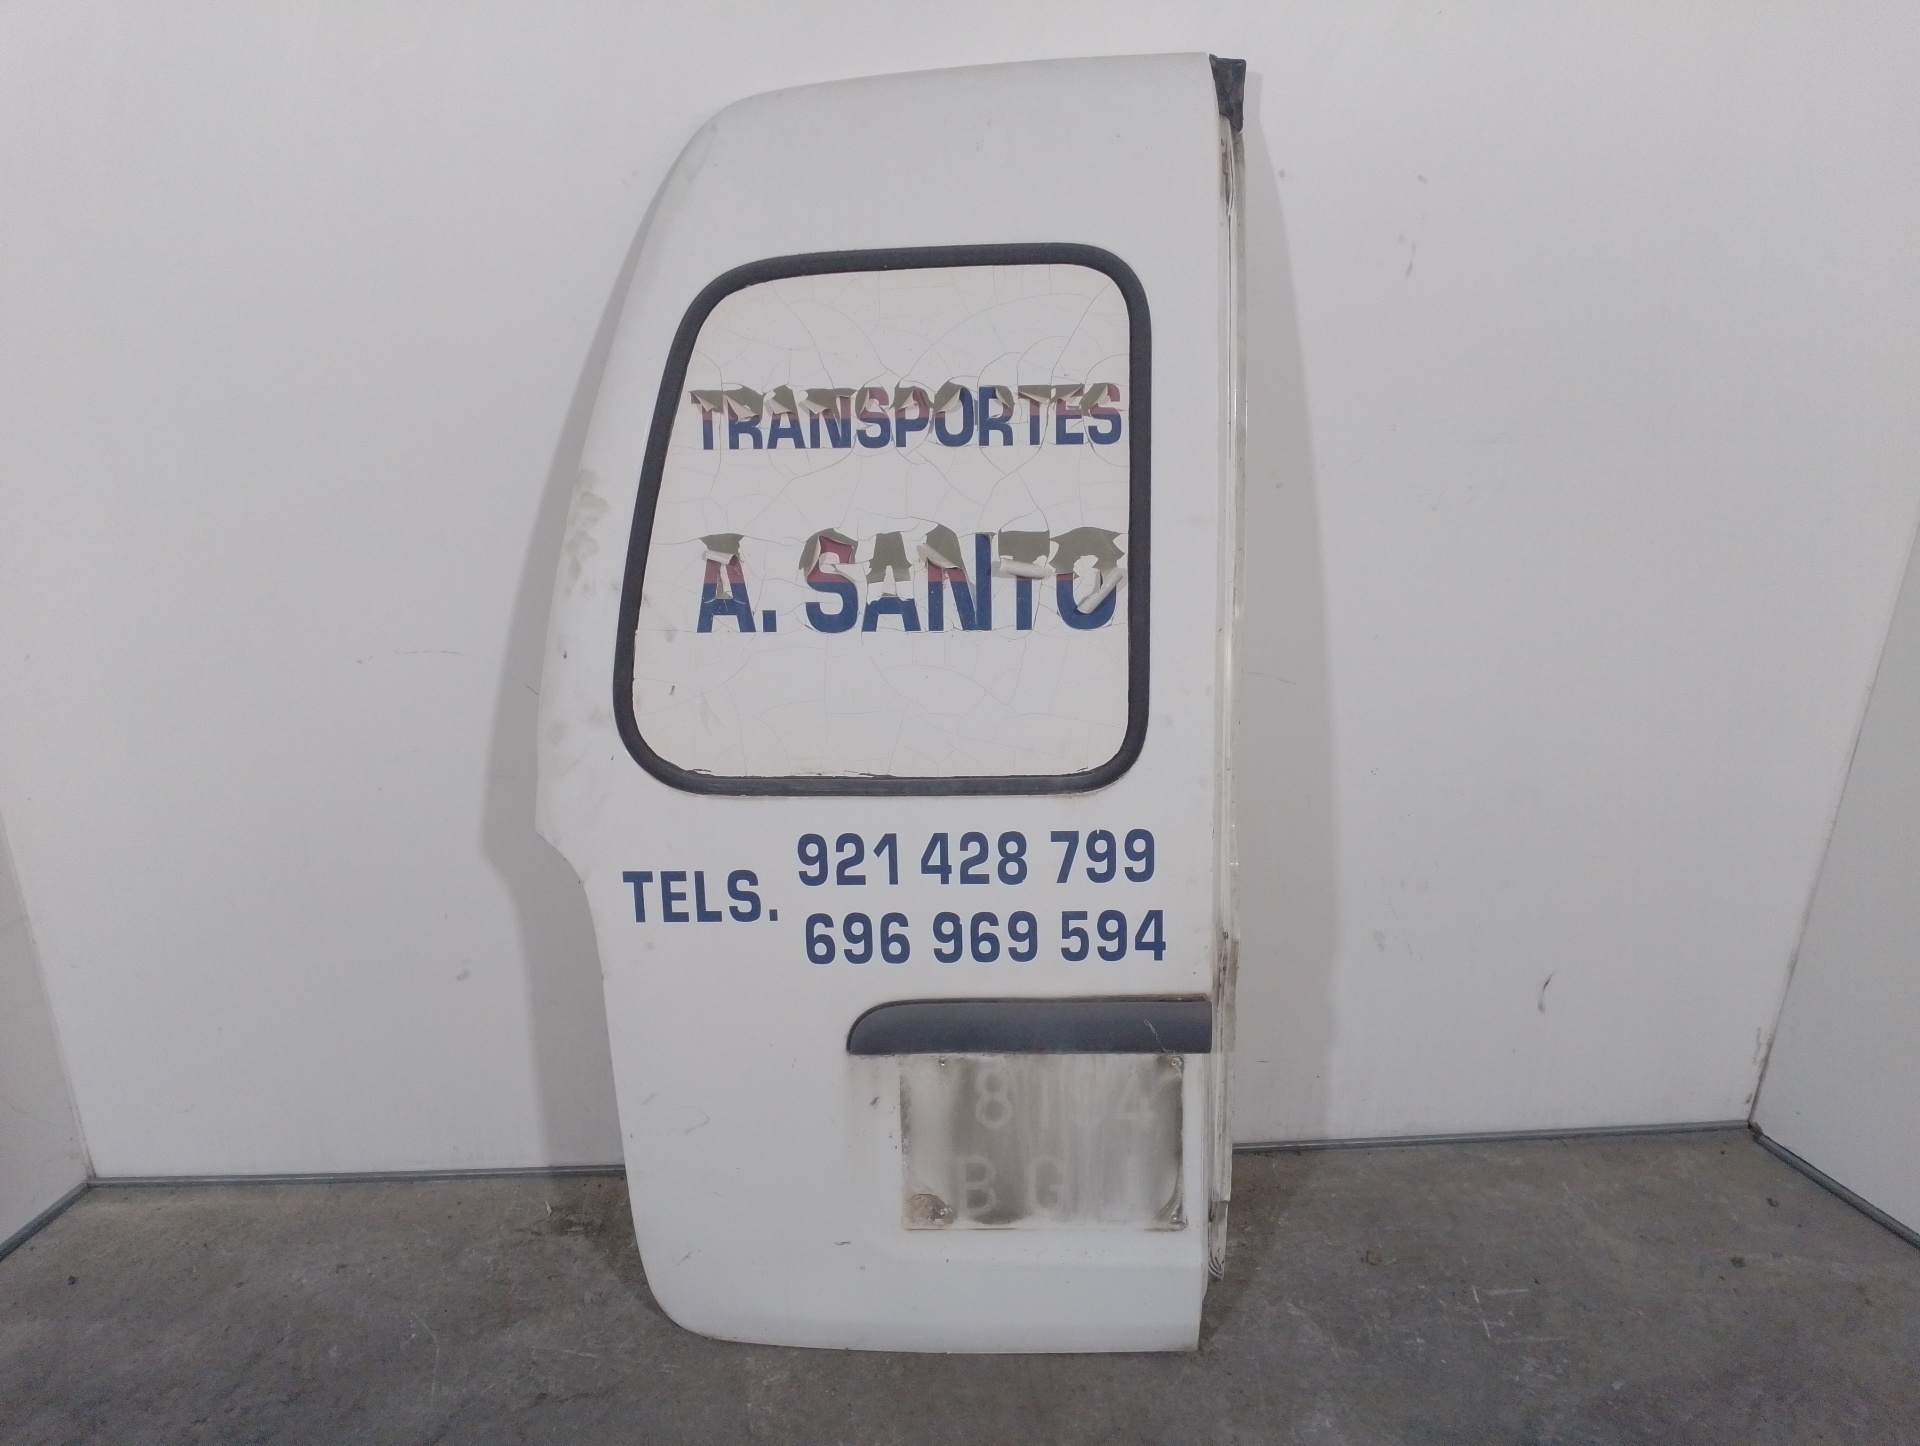 TRANSPORTES
A. SANTO
TELS. 921 428 799
696 969 594